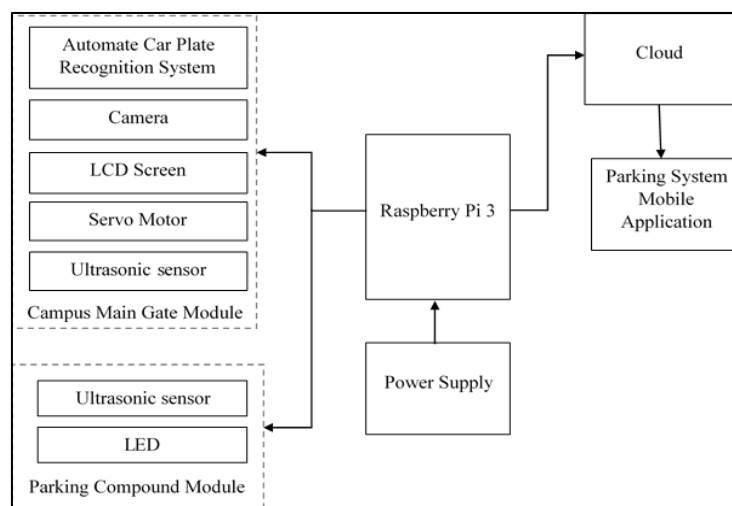 Automate Car Plate
Recognition System
Camera
LCD Screen
Servo Motor
Ultrasonic sensor
Campus Main Gate Module
Ultrasonic sensor
LED
Parking Compound Module
Raspberry Pi 3
Power Supply
Cloud
Parking System
Mobile
Application